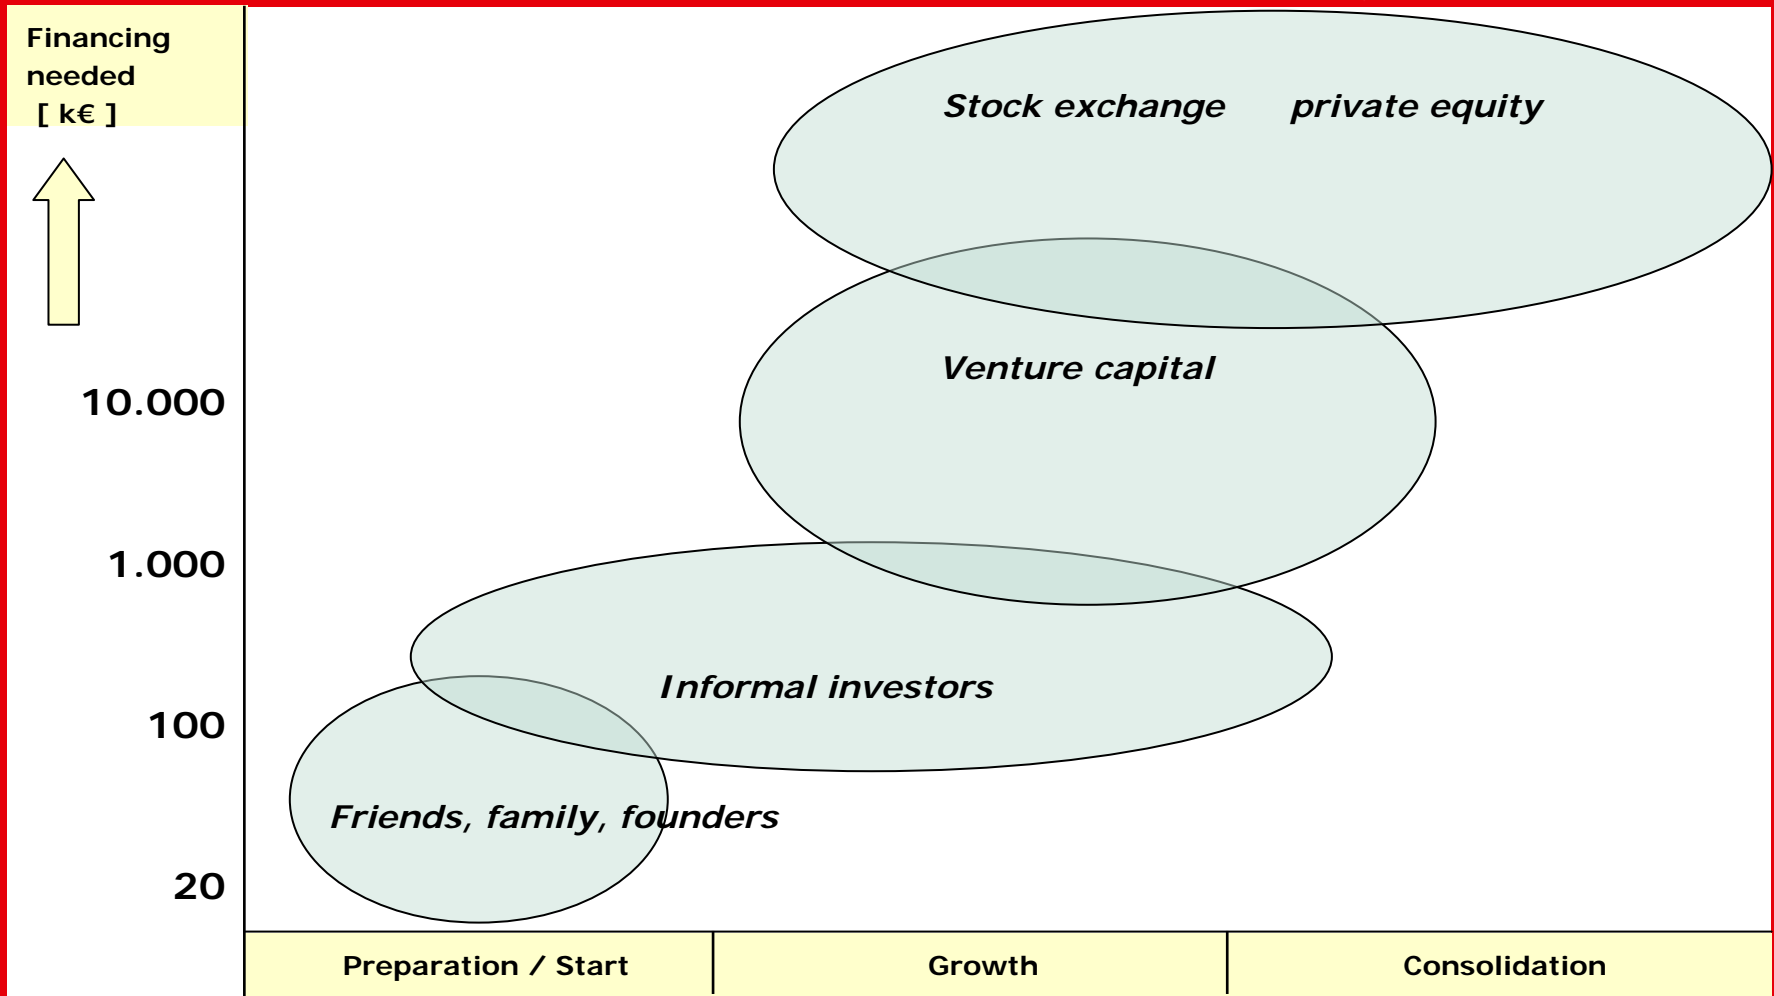 Financing
needed
[ k€ ]
Stock exchange private equity
Venture capital
10.000
1.000
Informal investors
100
Friends, family, founders
20
Preparation / Start
Growth
Consolidation